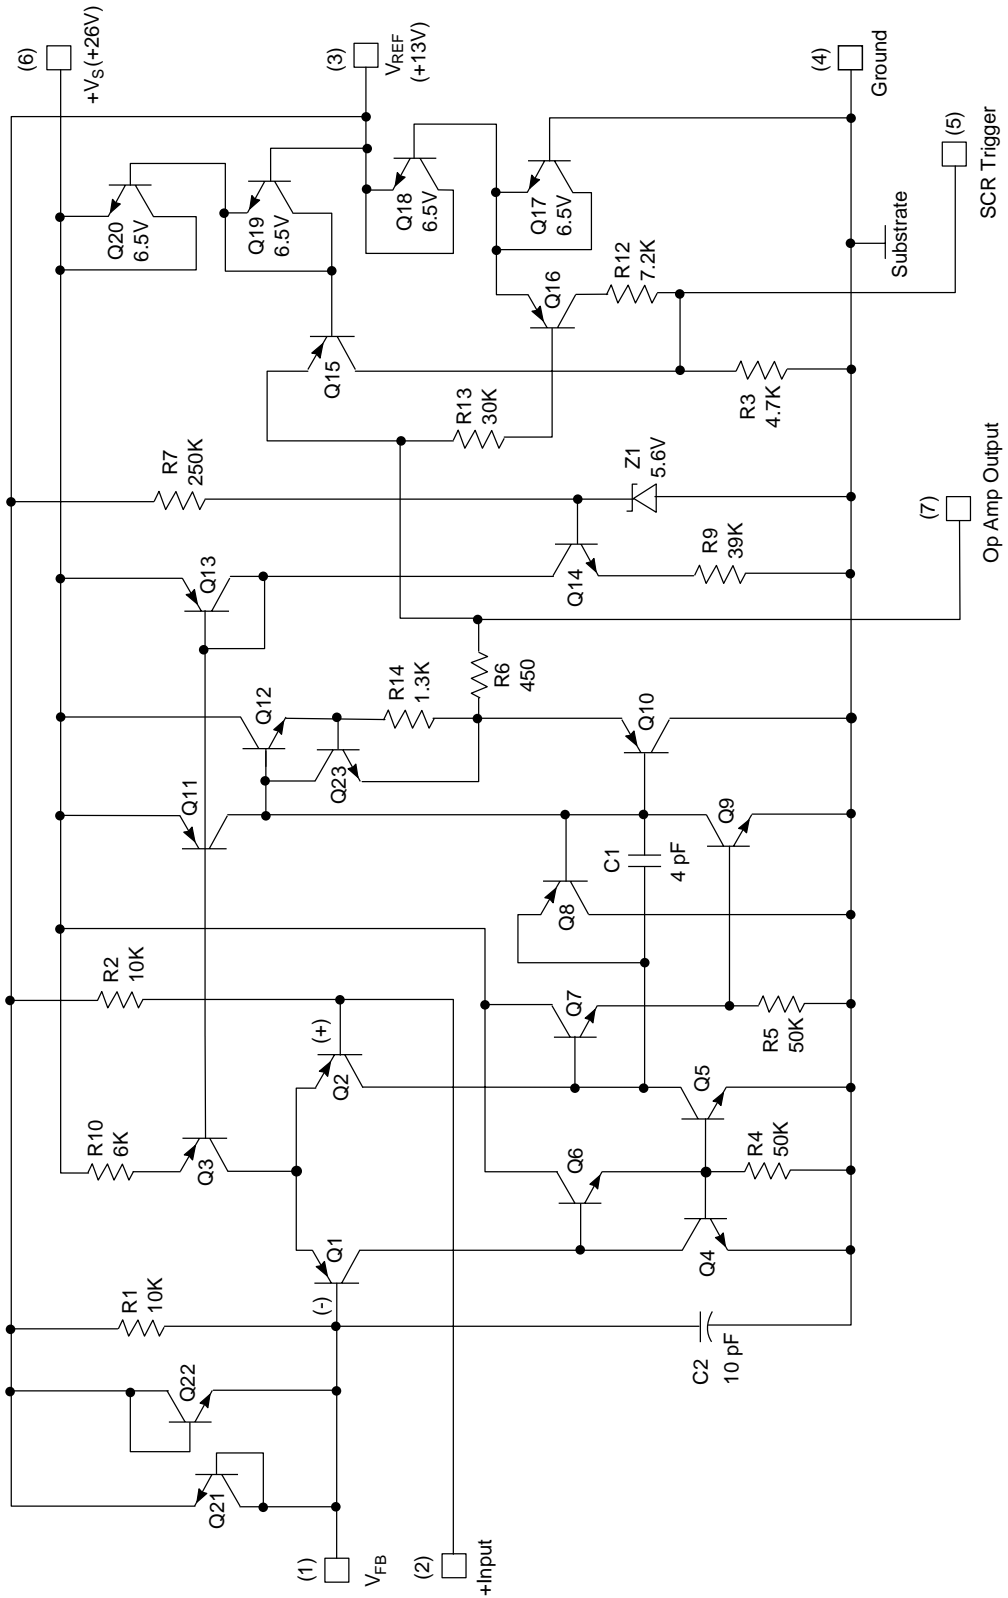 (6)
+VS (+26V)
(3)
VREF
(+13V)
(4)
Ground
(5)
SCR Trigger
Substrate
(7)
Op Amp Output
Q20
6.5V
Q19
6.5V
Q18
6.5V
Q17
6.5V
Q16
R12
7.2K
Q15
R13
30K
R3
4.7K
R7
250K
Z1
5.6V
Q13
Q14
R9
39K
Q12
R14
1.3K
R6
450
Q23
Q10
Q11
Q9
C1
4 pF
Q8
R2
10K
(+)
Q2
Q7
R5
50K
Q5
R10
6K
Q3
Q6
R4
50K
Q1
(-)
Q4
R1
10K
C2
10 pF
Q22
Q21
(1)
VFB
(2)
+Input